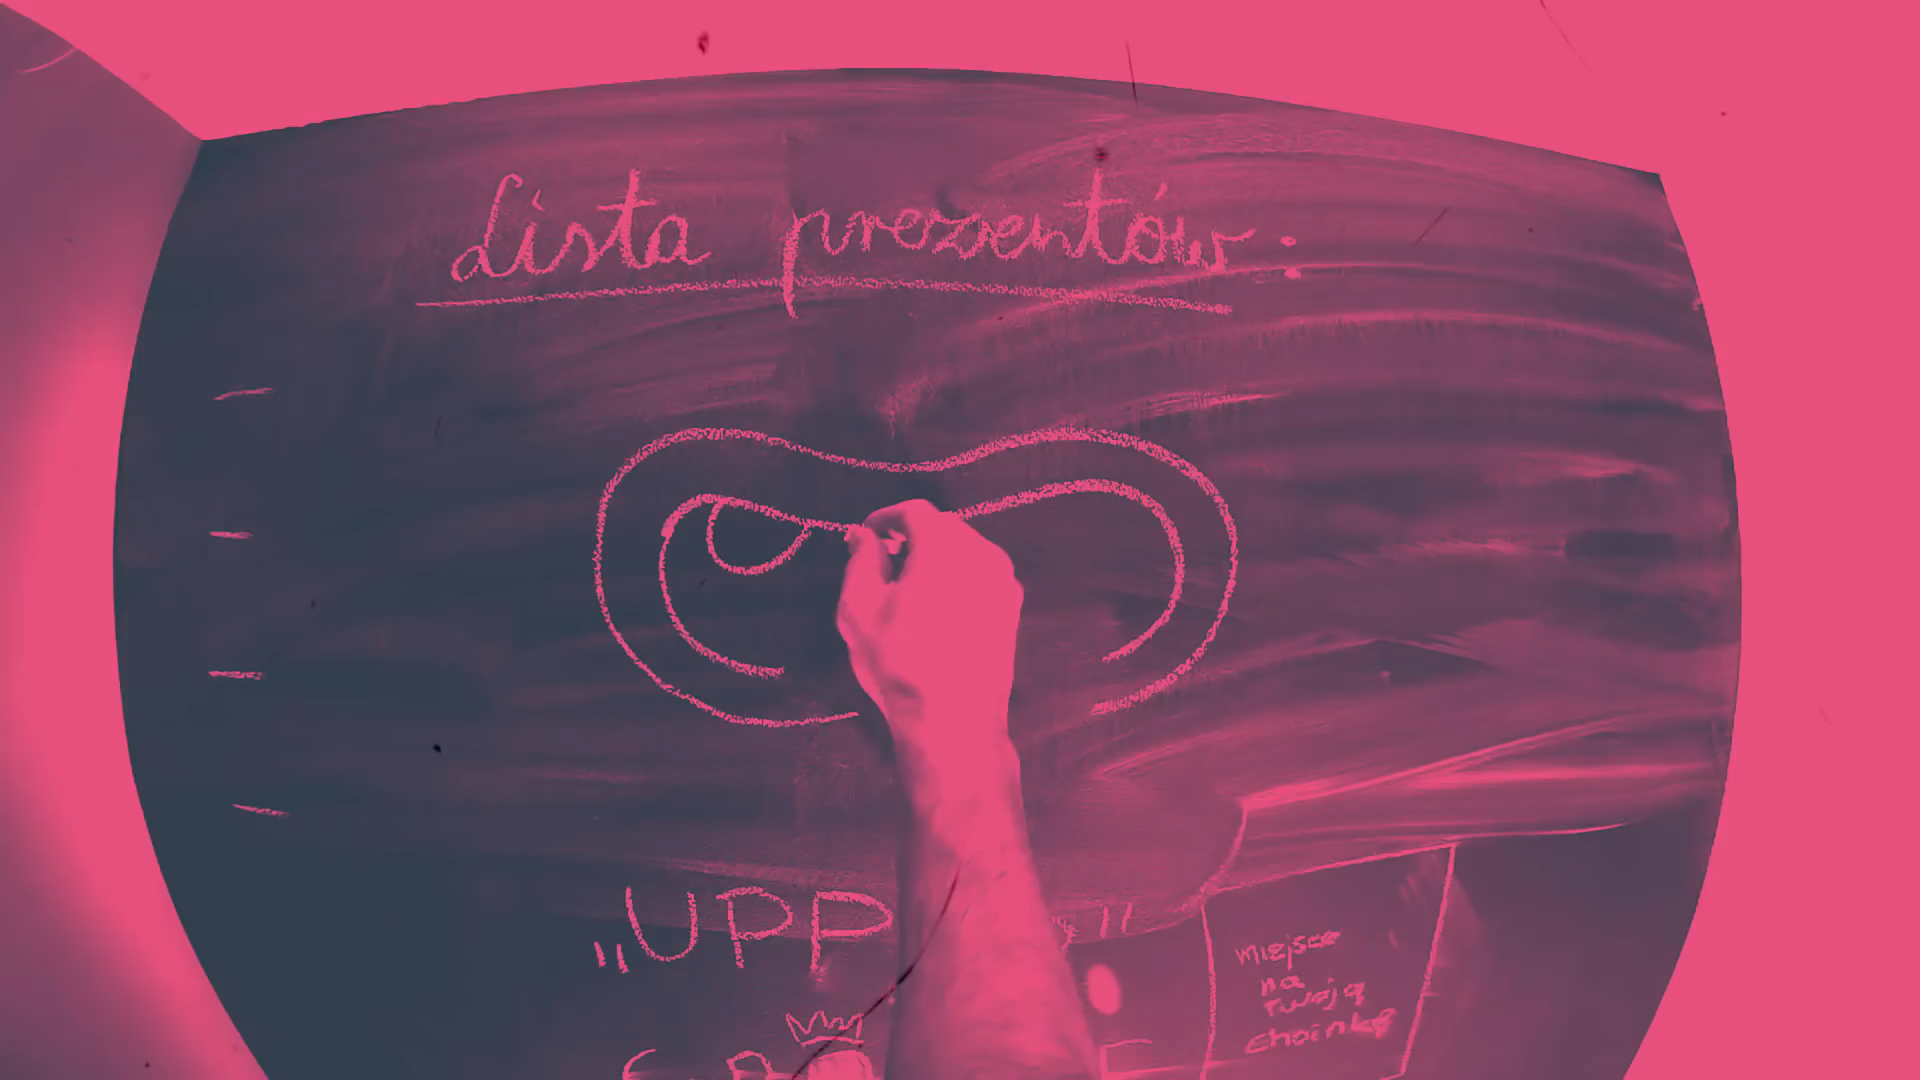 Lista prezentów:
„UPP
miejsce
na
Twoją
choinkę